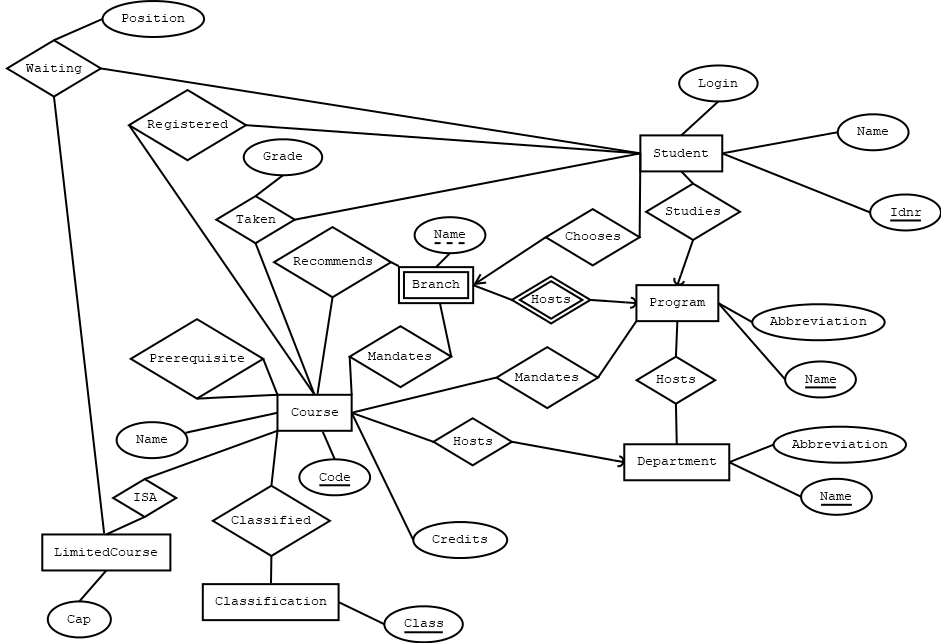 Position
Waiting
Login
Registered
Name
Student
Grade
Studies
Idnr
Taken
Name
Chooses
Recommends
Branch
Hosts
Program
Abbreviation
Prerequisite
Mandates
Mandates
Hosts
Name
Course
Name
Hosts
Abbreviation
Department
Code
ISA
Name
Classified
Credits
LimitedCourse
Classification
Cap
Class